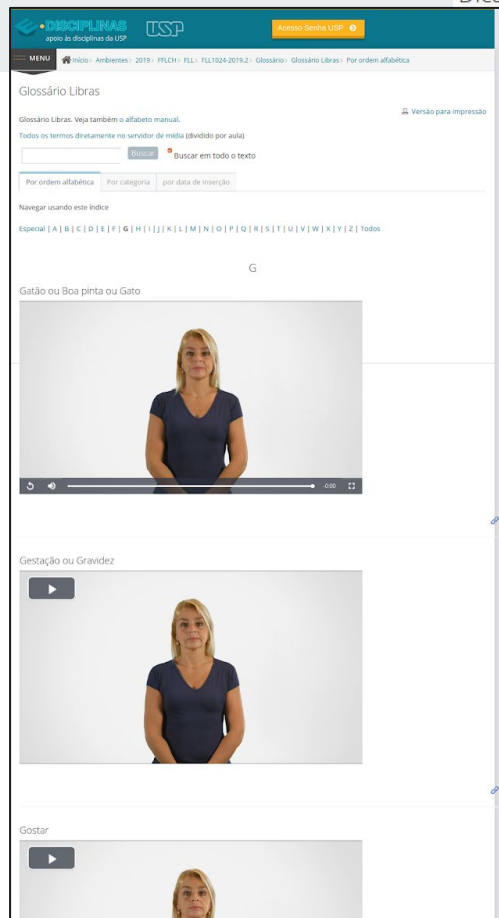 e-DISCIPLINAS
apoio às disciplinas da USP
USP
Acesso Senha USP
MENU
Início › Ambientes › 2019 › FFLCH › FLL › FLL1024-2019.2 › Glossário › Glossário Libras › Por ordem alfabética
Glossário Libras
Versão para impressão
Glossário Libras. Veja também o alfabeto manual.
Todos os termos diretamente no servidor de mídia (dividido por aula)
Buscar
Buscar em todo o texto
Por ordem alfabética
Por categoria
por data de inserção
Navegar usando este índice
Especial | A | B | C | D | E | F | G | H | I | J | K | L | M | N | O | P | Q | R | S | T | U | V | W | X | Y | Z | Todos
G
Gatão ou Boa pinta ou Gato
-0:00
Gestação ou Gravidez
Gostar